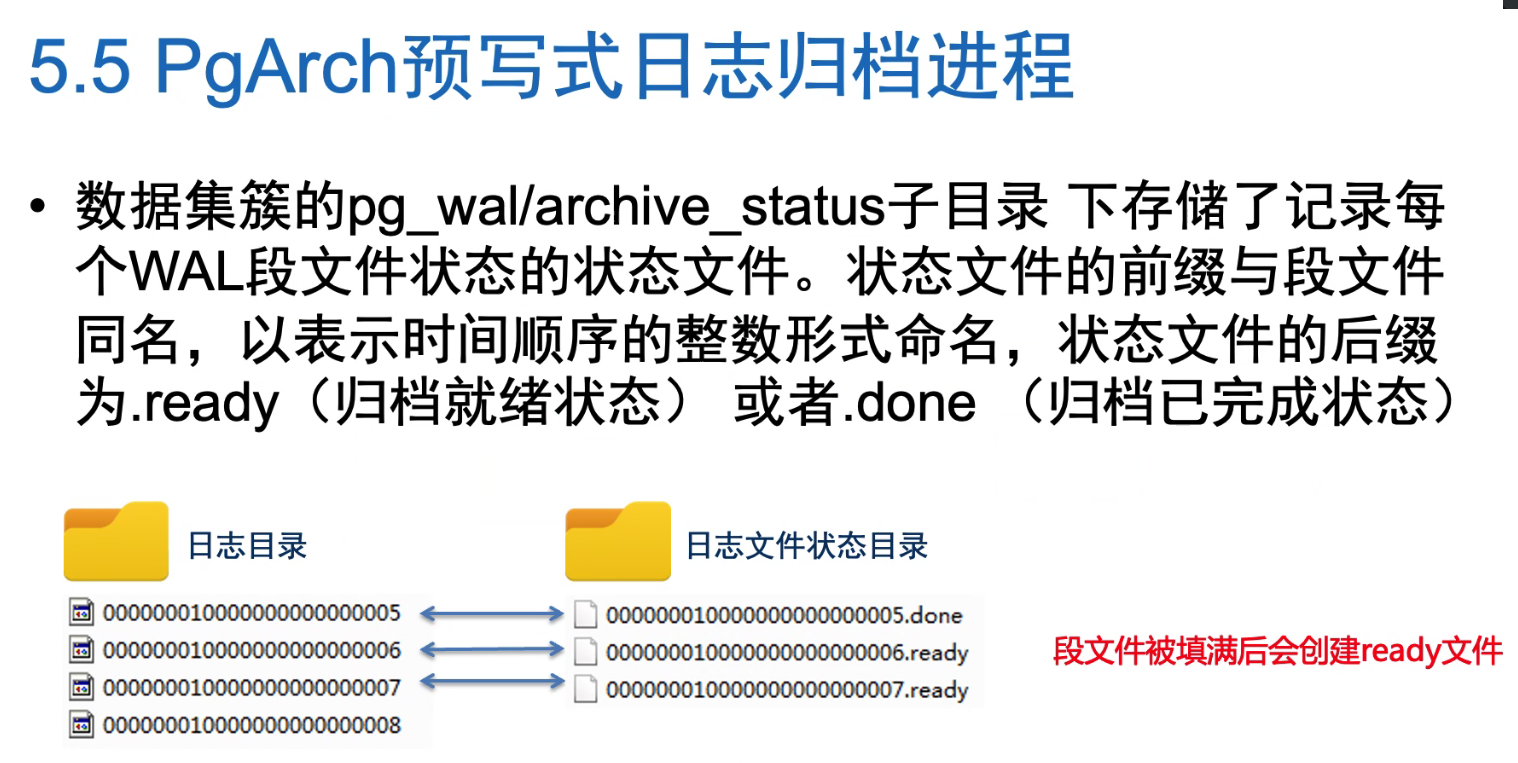 5.5 PgArch预写式日志归档进程
• 数据集簇的pg_wal/archive_status子目录 下存储了记录每
个WAL段文件状态的状态文件。状态文件的前缀与段文件
同名，以表示时间顺序的整数形式命名，状态文件的后缀
为.ready（归档就绪状态） 或者.done （归档已完成状态）
日志目录
000000010000000000000005
000000010000000000000006
000000010000000000000007
000000010000000000000008
日志文件状态目录
000000010000000000000005.done
000000010000000000000006.ready
000000010000000000000007.ready
段文件被填满后会创建ready文件